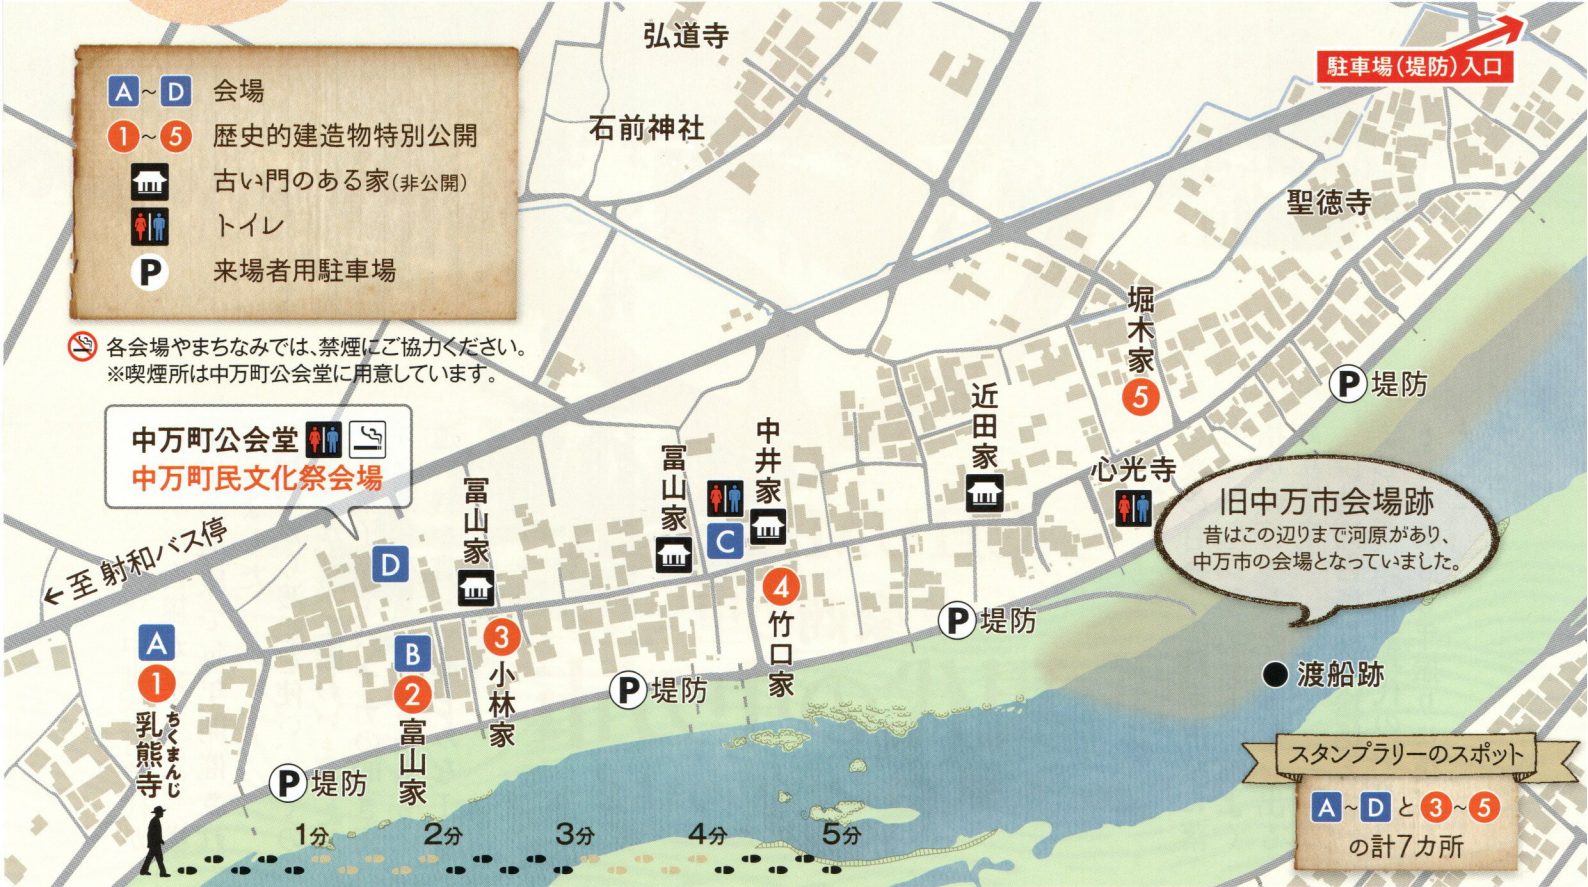 弘道寺
石前神社
駐車場(堤防)入口
聖徳寺
A～D 会場
1～5 歴史的建造物特別公開
古い門のある家(非公開)
トイレ
P 来場者用駐車場
各会場やまちなみでは、禁煙にご協力ください。
※喫煙所は中万町公会堂に用意しています。
中万町公会堂
中万町民文化祭会場
←至 射和バス停
堀木家
5
P 堤防
近田家
中井家
冨山家
冨山家
心光寺
C
D
4
竹口家
3
小林家
B
2
冨山家
A
1
乳熊寺
ちくまんじ
P 堤防
P 堤防
P 堤防
旧中万市会場跡
昔はこの辺りまで河原があり、
中万市の会場となっていました。
渡船跡
スタンプラリーのスポット
A～Dと3～5
の計7カ所
1分 2分 3分 4分 5分